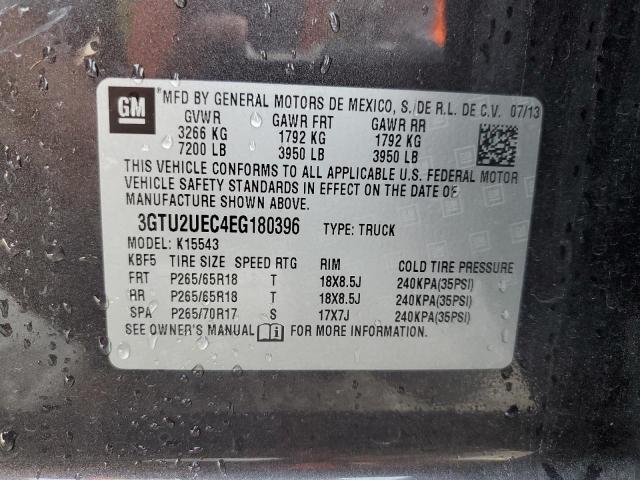 GM
MFD BY GENERAL MOTORS DE MEXICO, S. DE R.L. DE C.V. 07/13
GVWR GAWR FRT GAWR RR
3266 KG 1792 KG 1792 KG
7200 LB 3950 LB 3950 LB
THIS VEHICLE CONFORMS TO ALL APPLICABLE U.S. FEDERAL MOTOR
VEHICLE SAFETY STANDARDS IN EFFECT ON THE DATE OF
MANUFACTURE SHOWN ABOVE.
3GTU2UEC4EG180396 TYPE: TRUCK
MODEL: K15543
KBF5 TIRE SIZE SPEED RTG RIM COLD TIRE PRESSURE
FRT P265/65R18 T 18X8.5J 240KPA(35PSI)
RR P265/65R18 T 18X8.5J 240KPA(35PSI)
SPA P265/70R17 S 17X7J 240KPA(35PSI)
SEE OWNER'S MANUAL FOR MORE INFORMATION.